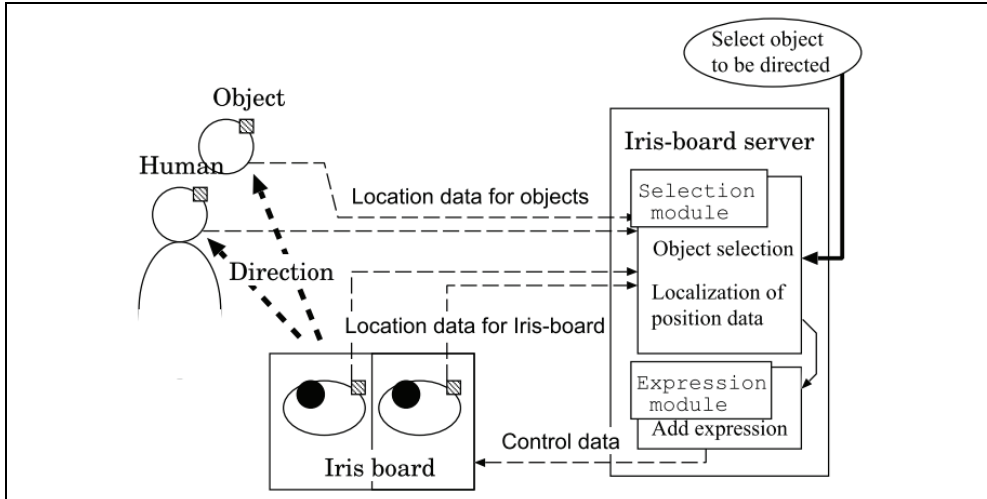 Select object
to be directed
Object
Human
Iris-board server
Selection
module
Location data for objects
Object selection
Direction
Localization of
position data
Location data for Iris-board
Expression
module
Add expression
Control data
Iris board